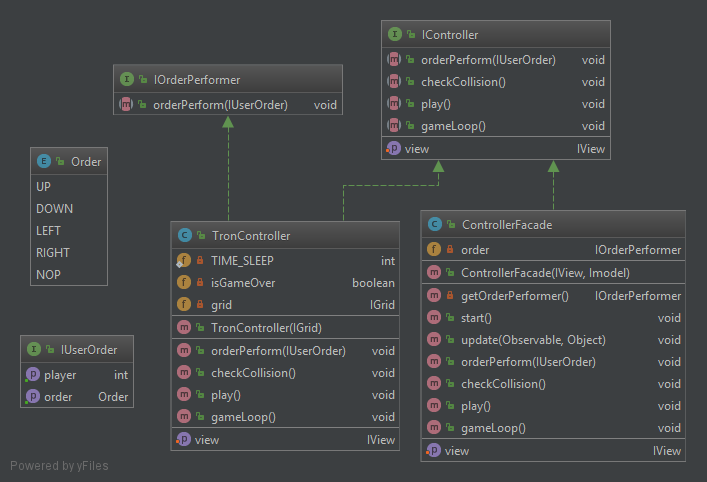 I IController
m orderPerform(IUserOrder) void
m checkCollision() void
m play() void
m gameLoop() void
p view IView
I IOrderPerformer
m orderPerform(IUserOrder) void
E Order
UP
DOWN
LEFT
RIGHT
NOP
I IUserOrder
p player int
p order Order
C TronController
f TIME_SLEEP int
f isGameOver boolean
f grid IGrid
m TronController(IGrid)
m orderPerform(IUserOrder) void
m checkCollision() void
m play() void
m gameLoop() void
p view IView
C ControllerFacade
f order IOrderPerformer
m ControllerFacade(IView, Imodel)
m getOrderPerformer() IOrderPerformer
m start() void
m update(Observable, Object) void
m orderPerform(IUserOrder) void
m checkCollision() void
m play() void
m gameLoop() void
p view IView
Powered by yFiles